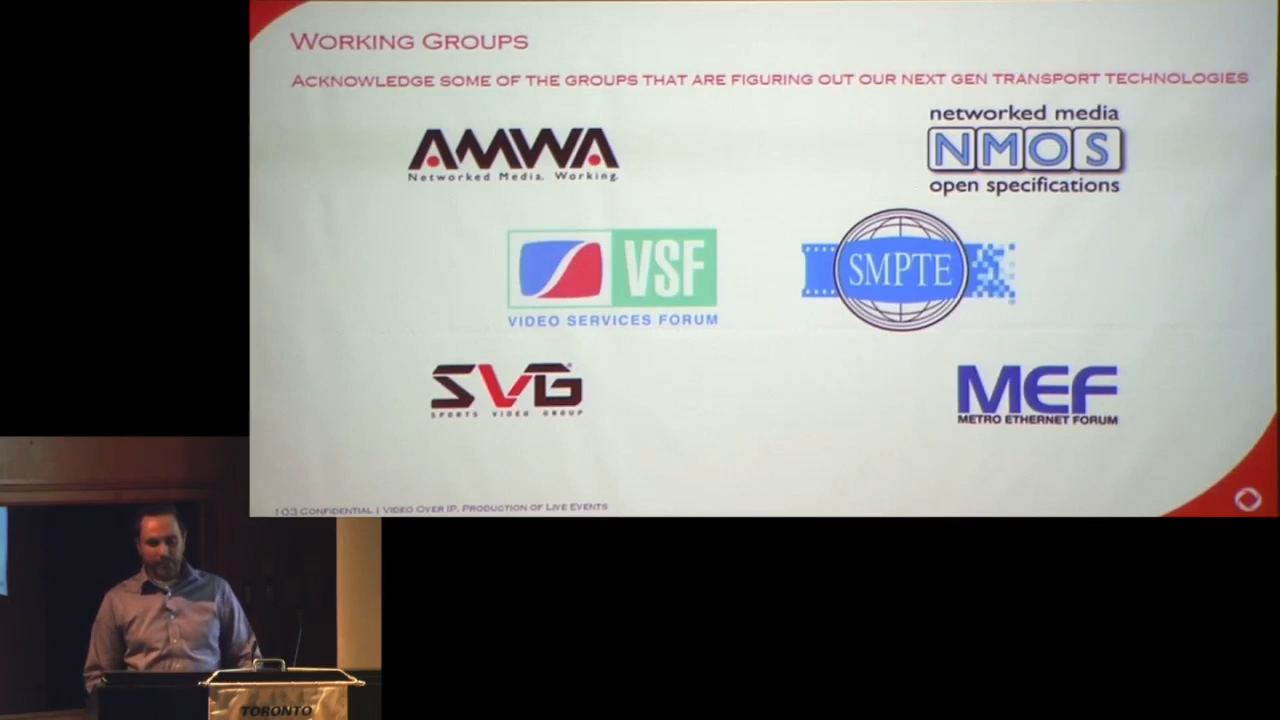 WORKING GROUPS
ACKNOWLEDGE SOME OF THE GROUPS THAT ARE FIGURING OUT OUR NEXT GEN TRANSPORT TECHNOLOGIES
AMWA
Networked Media. Working.
networked media
NMOS
open specifications
VSF
VIDEO SERVICES FORUM
SMPTE
SVG
SPORTS VIDEO GROUP
MEF
METRO ETHERNET FORUM
| 03 CONFIDENTIAL | VIDEO OVER IP, PRODUCTION OF LIVE EVENTS
TORONTO